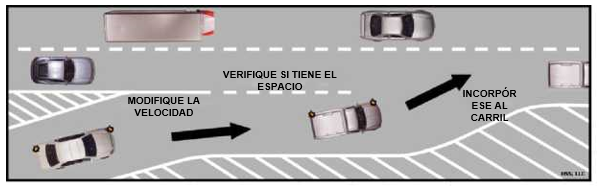 MODIFIQUE LA
VELOCIDAD
VERIFIQUE SI TIENE EL
ESPACIO
INCORPÓR
ESE AL
CARRIL